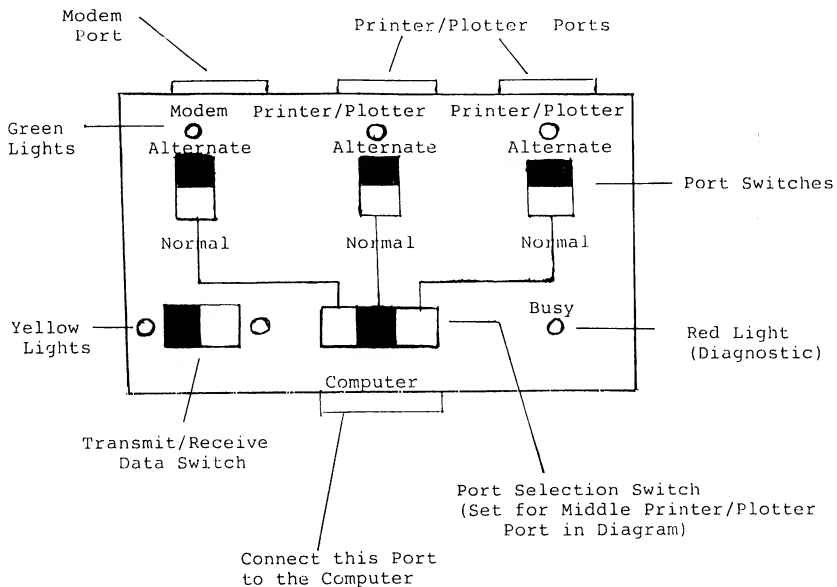 Modem
Port
Printer/Plotter Ports
Modem
Printer/Plotter
Printer/Plotter
Green
Lights
Alternate
Alternate
Alternate
Port Switches
Normal
Normal
Normal
Busy
Yellow
Lights
Red Light
(Diagnostic)
Computer
Transmit/Receive
Data Switch
Port Selection Switch
(Set for Middle Printer/Plotter
Port in Diagram)
Connect this Port
to the Computer